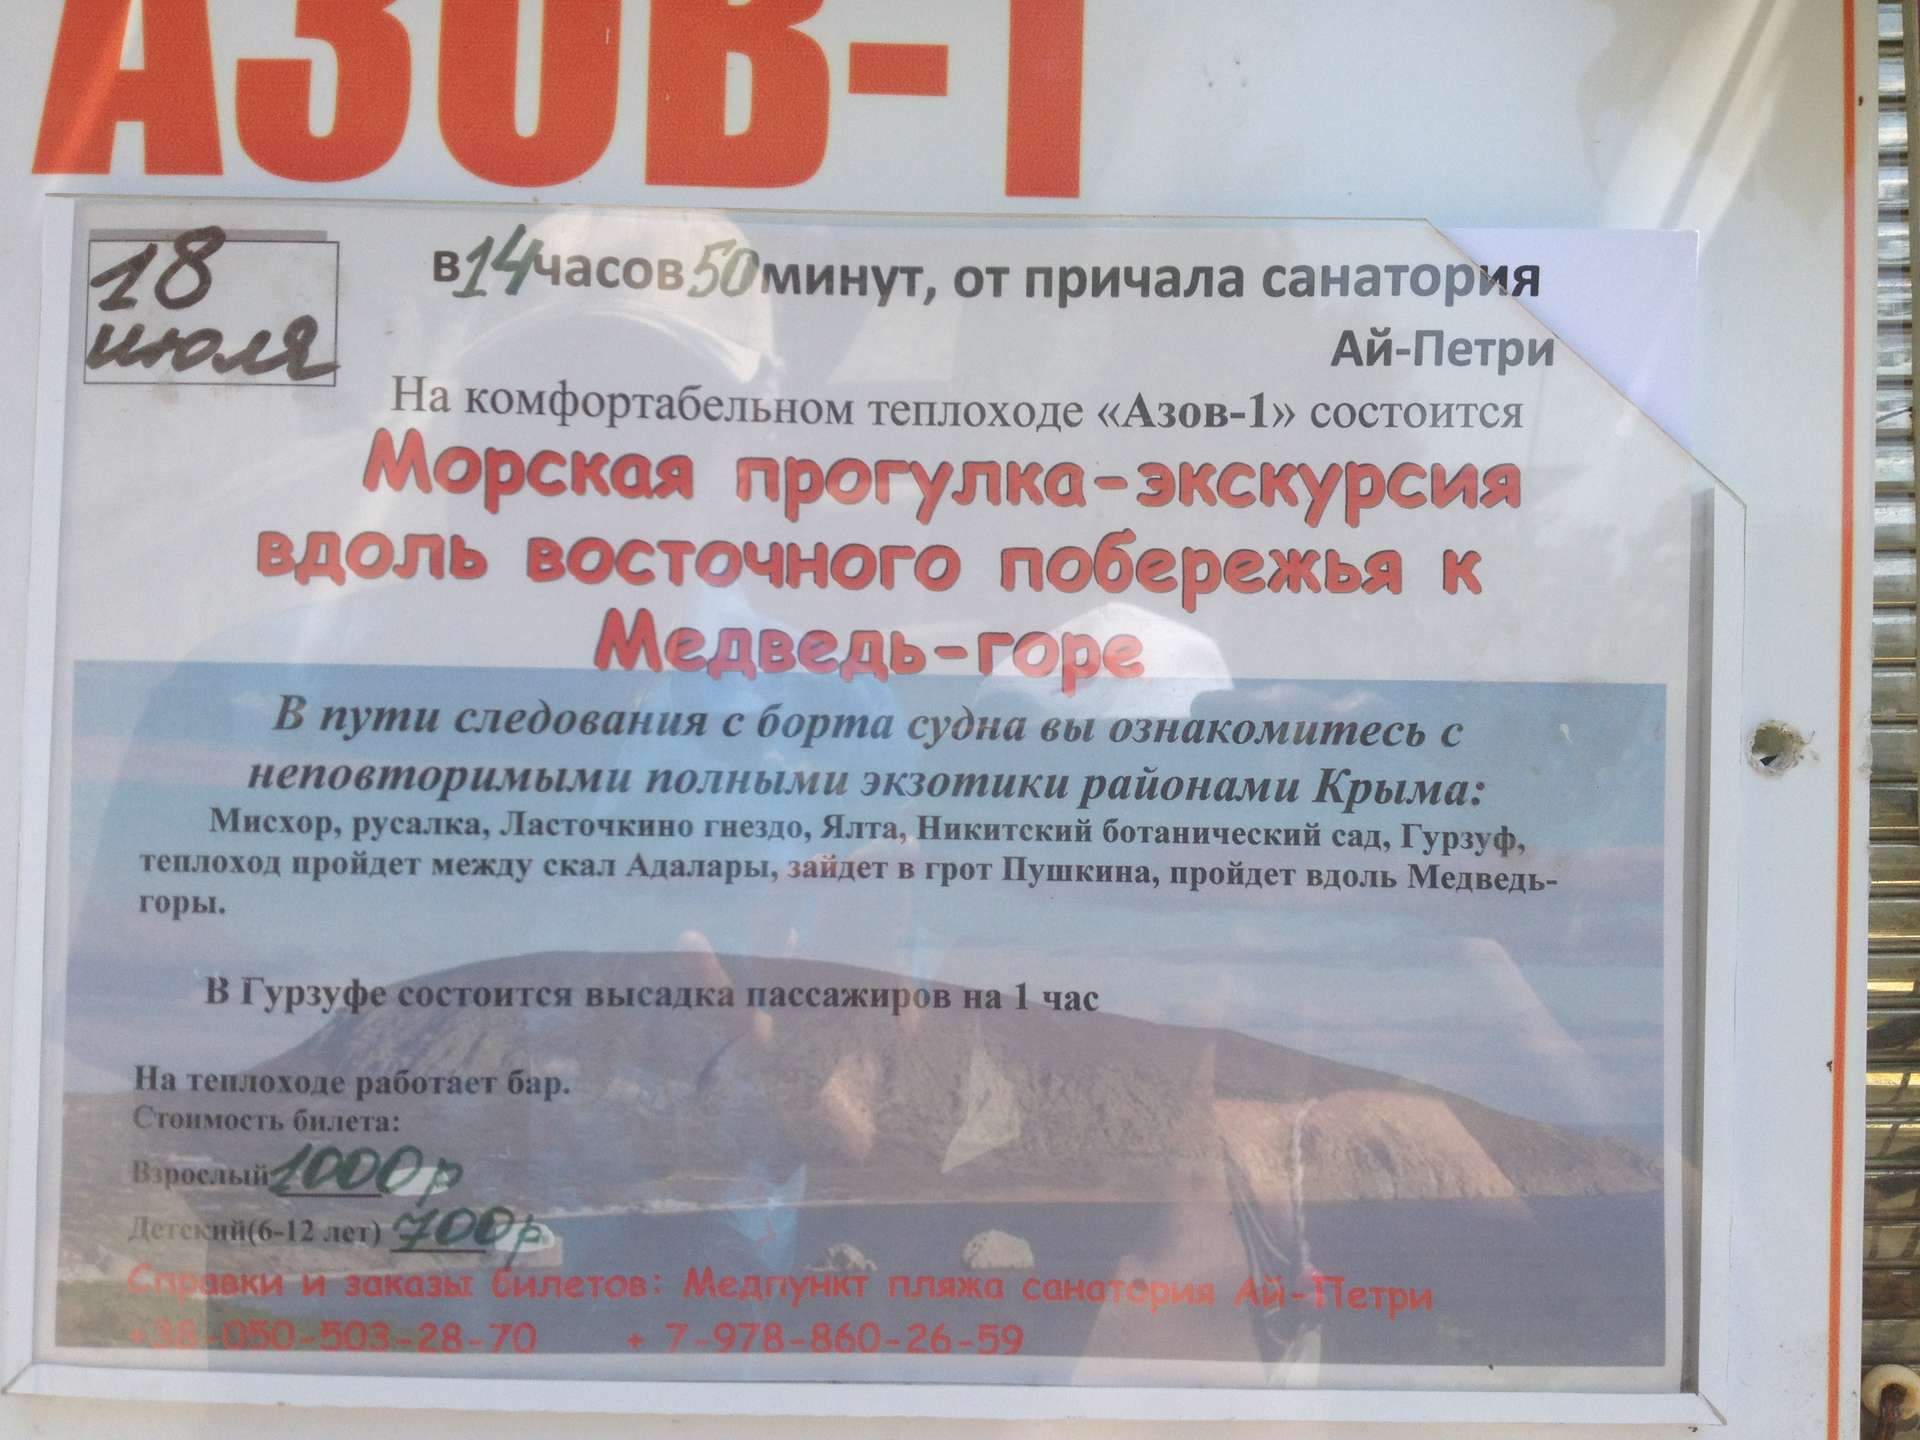 АЗОВ-1
18
июля
в 14 часов 50 минут, от причала санатория
Ай-Петри
На комфортабельном теплоходе «Азов-1» состоится
Морская прогулка-экскурсия
вдоль восточного побережья к
Медведь-горе
В пути следования с борта судна вы ознакомитесь с
неповторимыми полными экзотики районами Крыма:
Мисхор, русалка, Ласточкино гнездо, Ялта, Никитский ботанический сад, Гурзуф,
теплоход пройдет между скал Адалары, зайдет в грот Пушкина, пройдет вдоль Медведь-
горы.
В Гурзуфе состоится высадка пассажиров на 1 час
На теплоходе работает бар.
Стоимость билета:
Взрослый 1000р
Детский(6-12 лет) 700р
Справки и заказы билетов: Медпункт пляжа санатория Ай-Петри
+38-050-503-28-70 + 7-978-860-26-59